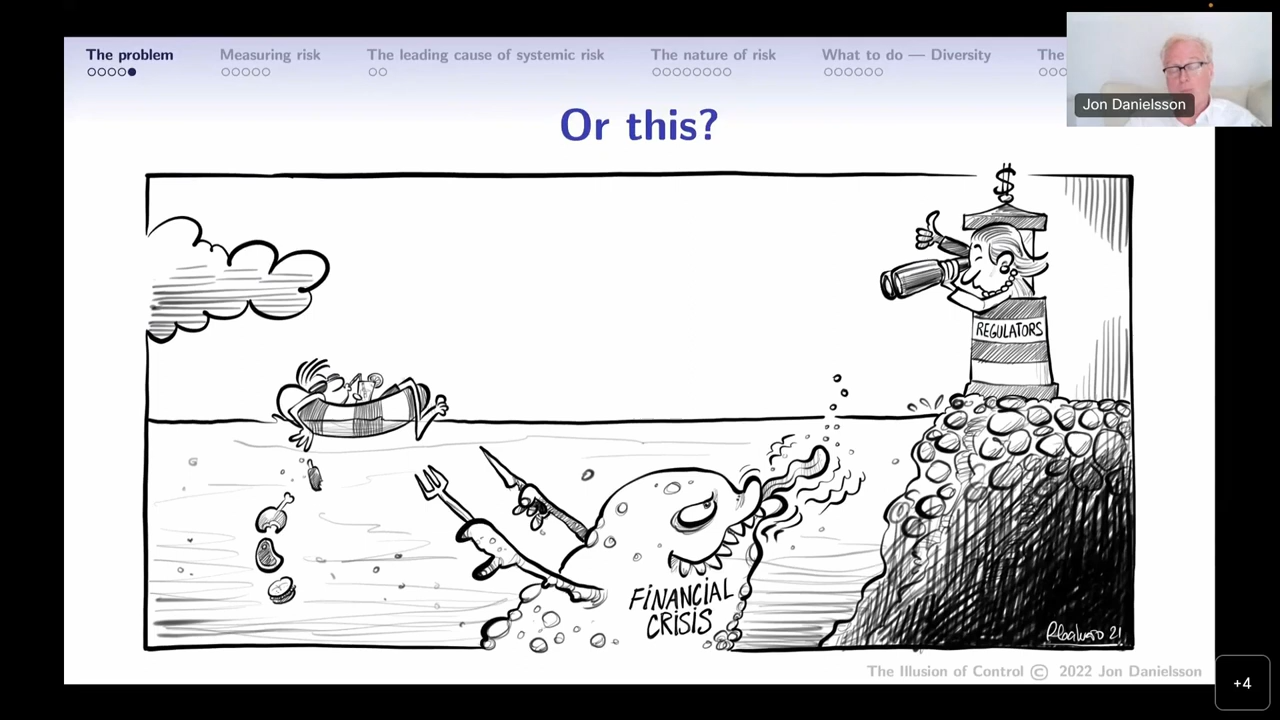 The problem
Measuring risk
The leading cause of systemic risk
The nature of risk
What to do — Diversity
The
Jon Danielsson
Or this?
$
REGULATORS
FINANCIAL
CRISIS
The Illusion of Control © 2022 Jon Danielsson
+4